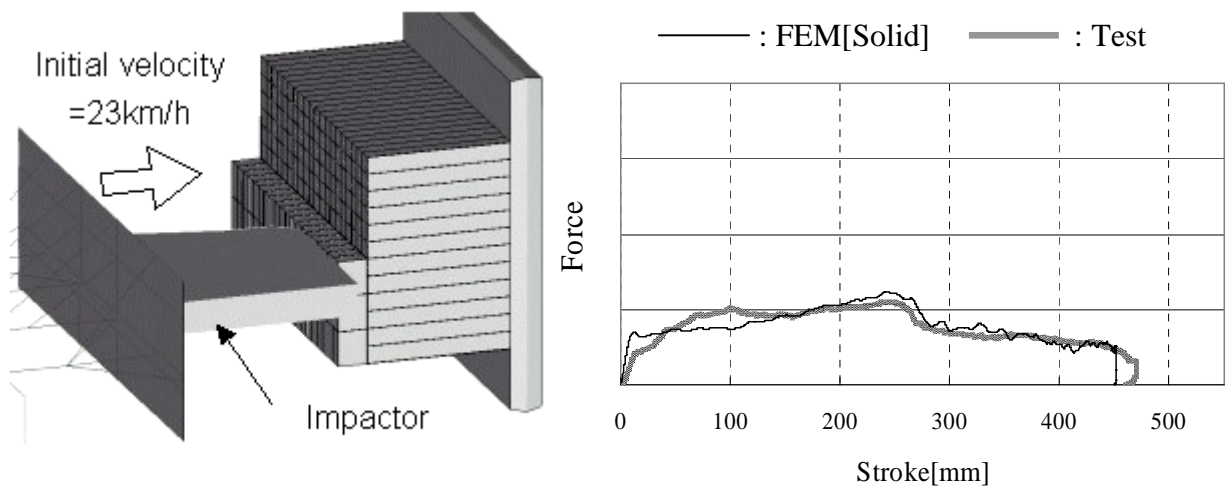 Initial velocity
=23km/h
Impactor
: FEM[Solid] : Test
Force
0 100 200 300 400 500
Stroke[mm]